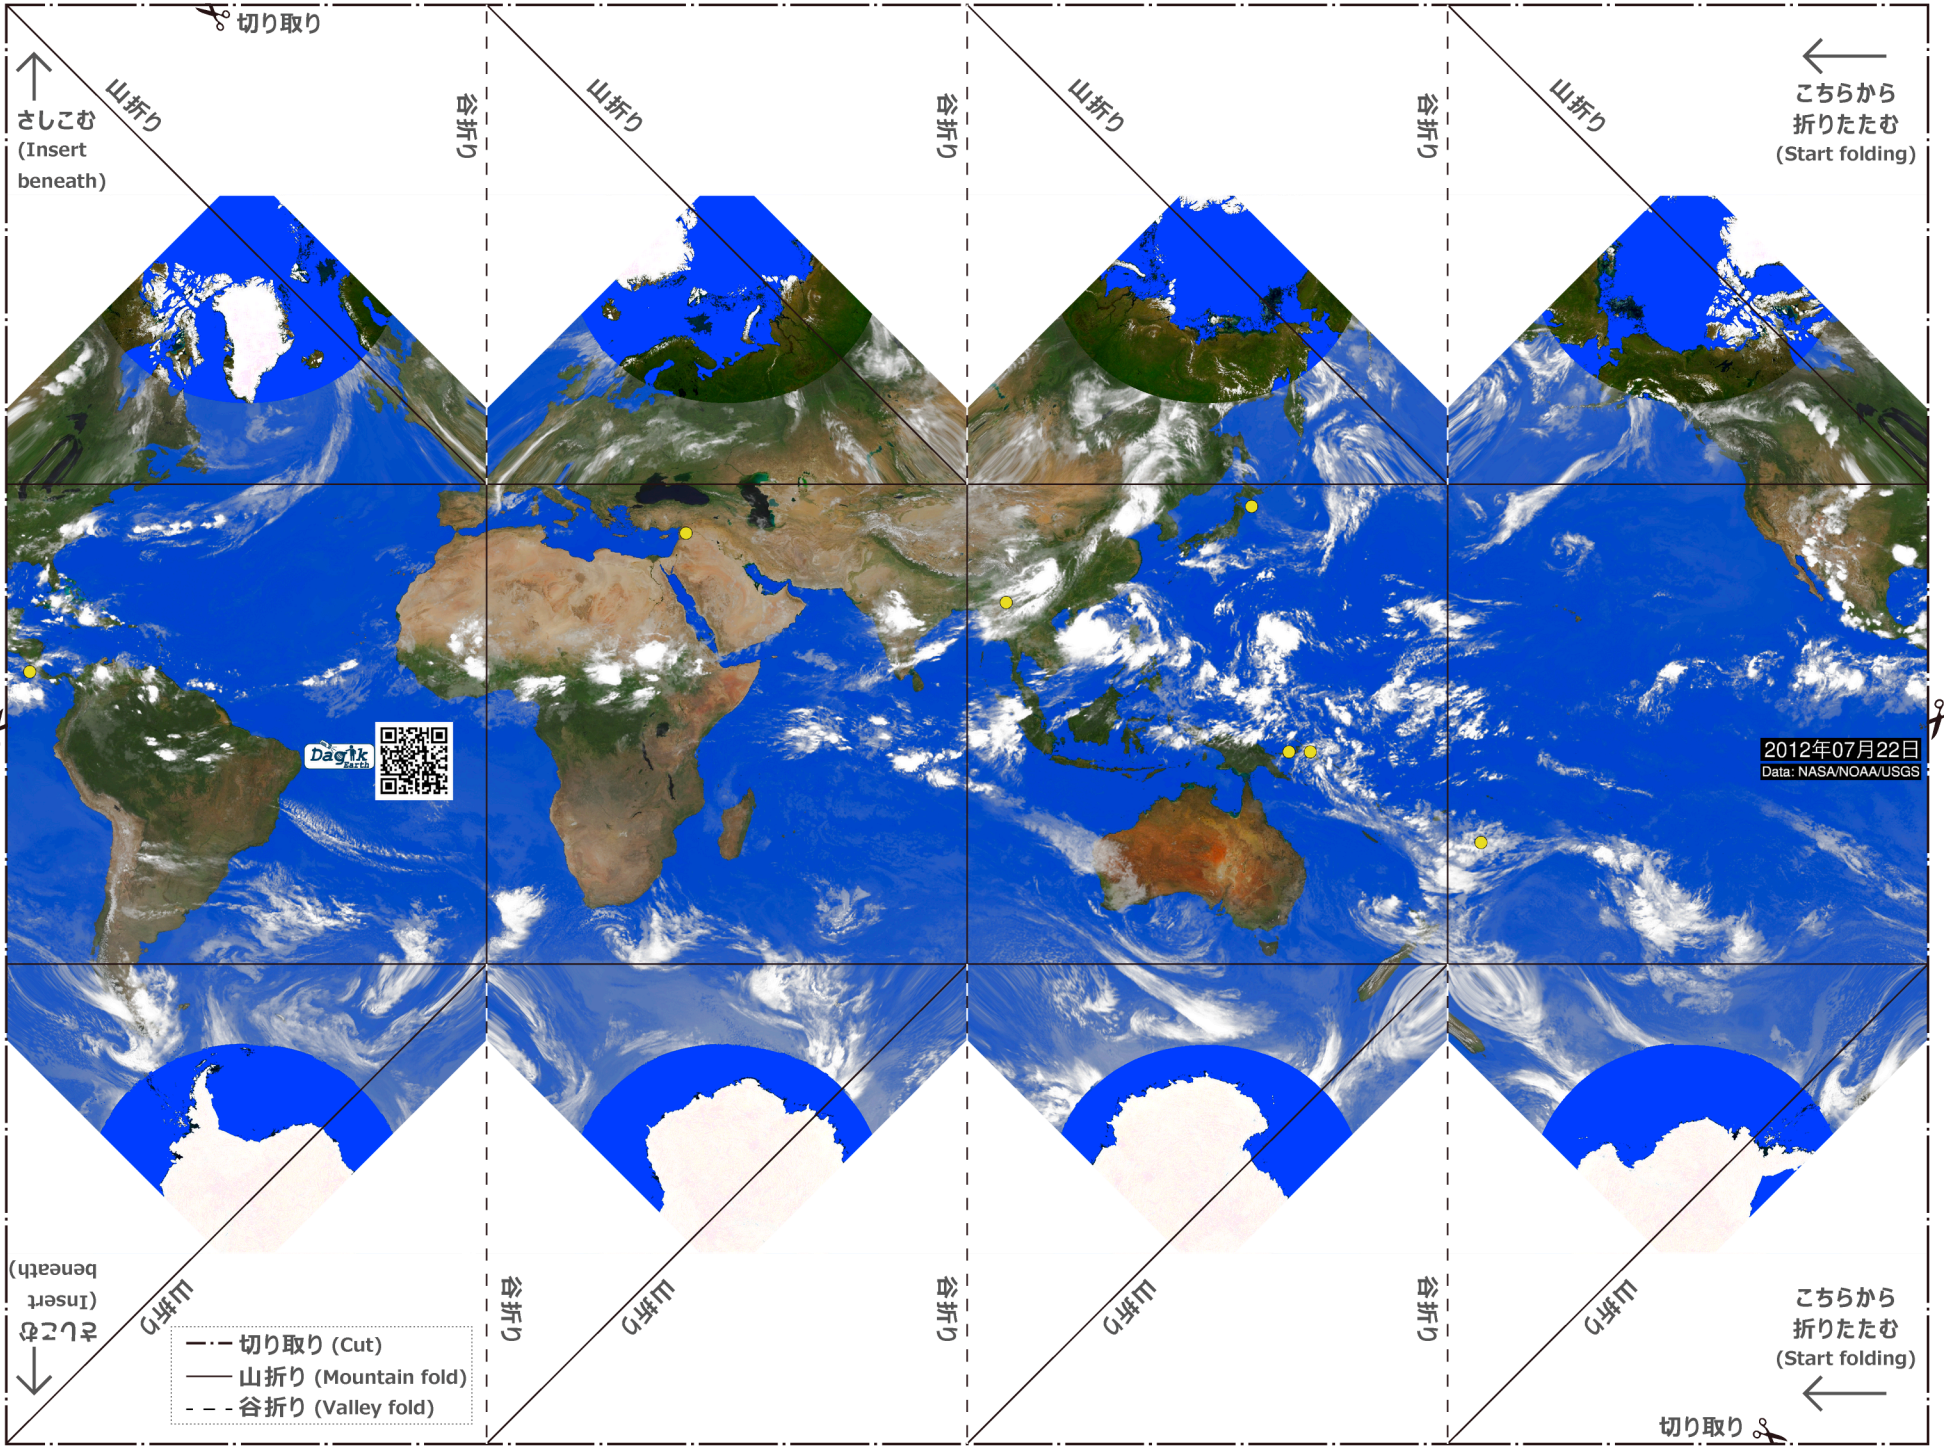 切り取り
山折り
谷折り
山折り
谷折り
山折り
谷折り
山折り
さしこむ
(Insert
beneath)
こちらから
折りたたむ
(Start folding)
Dagik
Earth
2012年07月22日
Data: NASA/NOAA/USGS
さしこむ
(Insert
beneath)
山折り
谷折り
山折り
谷折り
山折り
谷折り
山折り
こちらから
折りたたむ
(Start folding)
切り取り (Cut)
山折り (Mountain fold)
谷折り (Valley fold)
切り取り